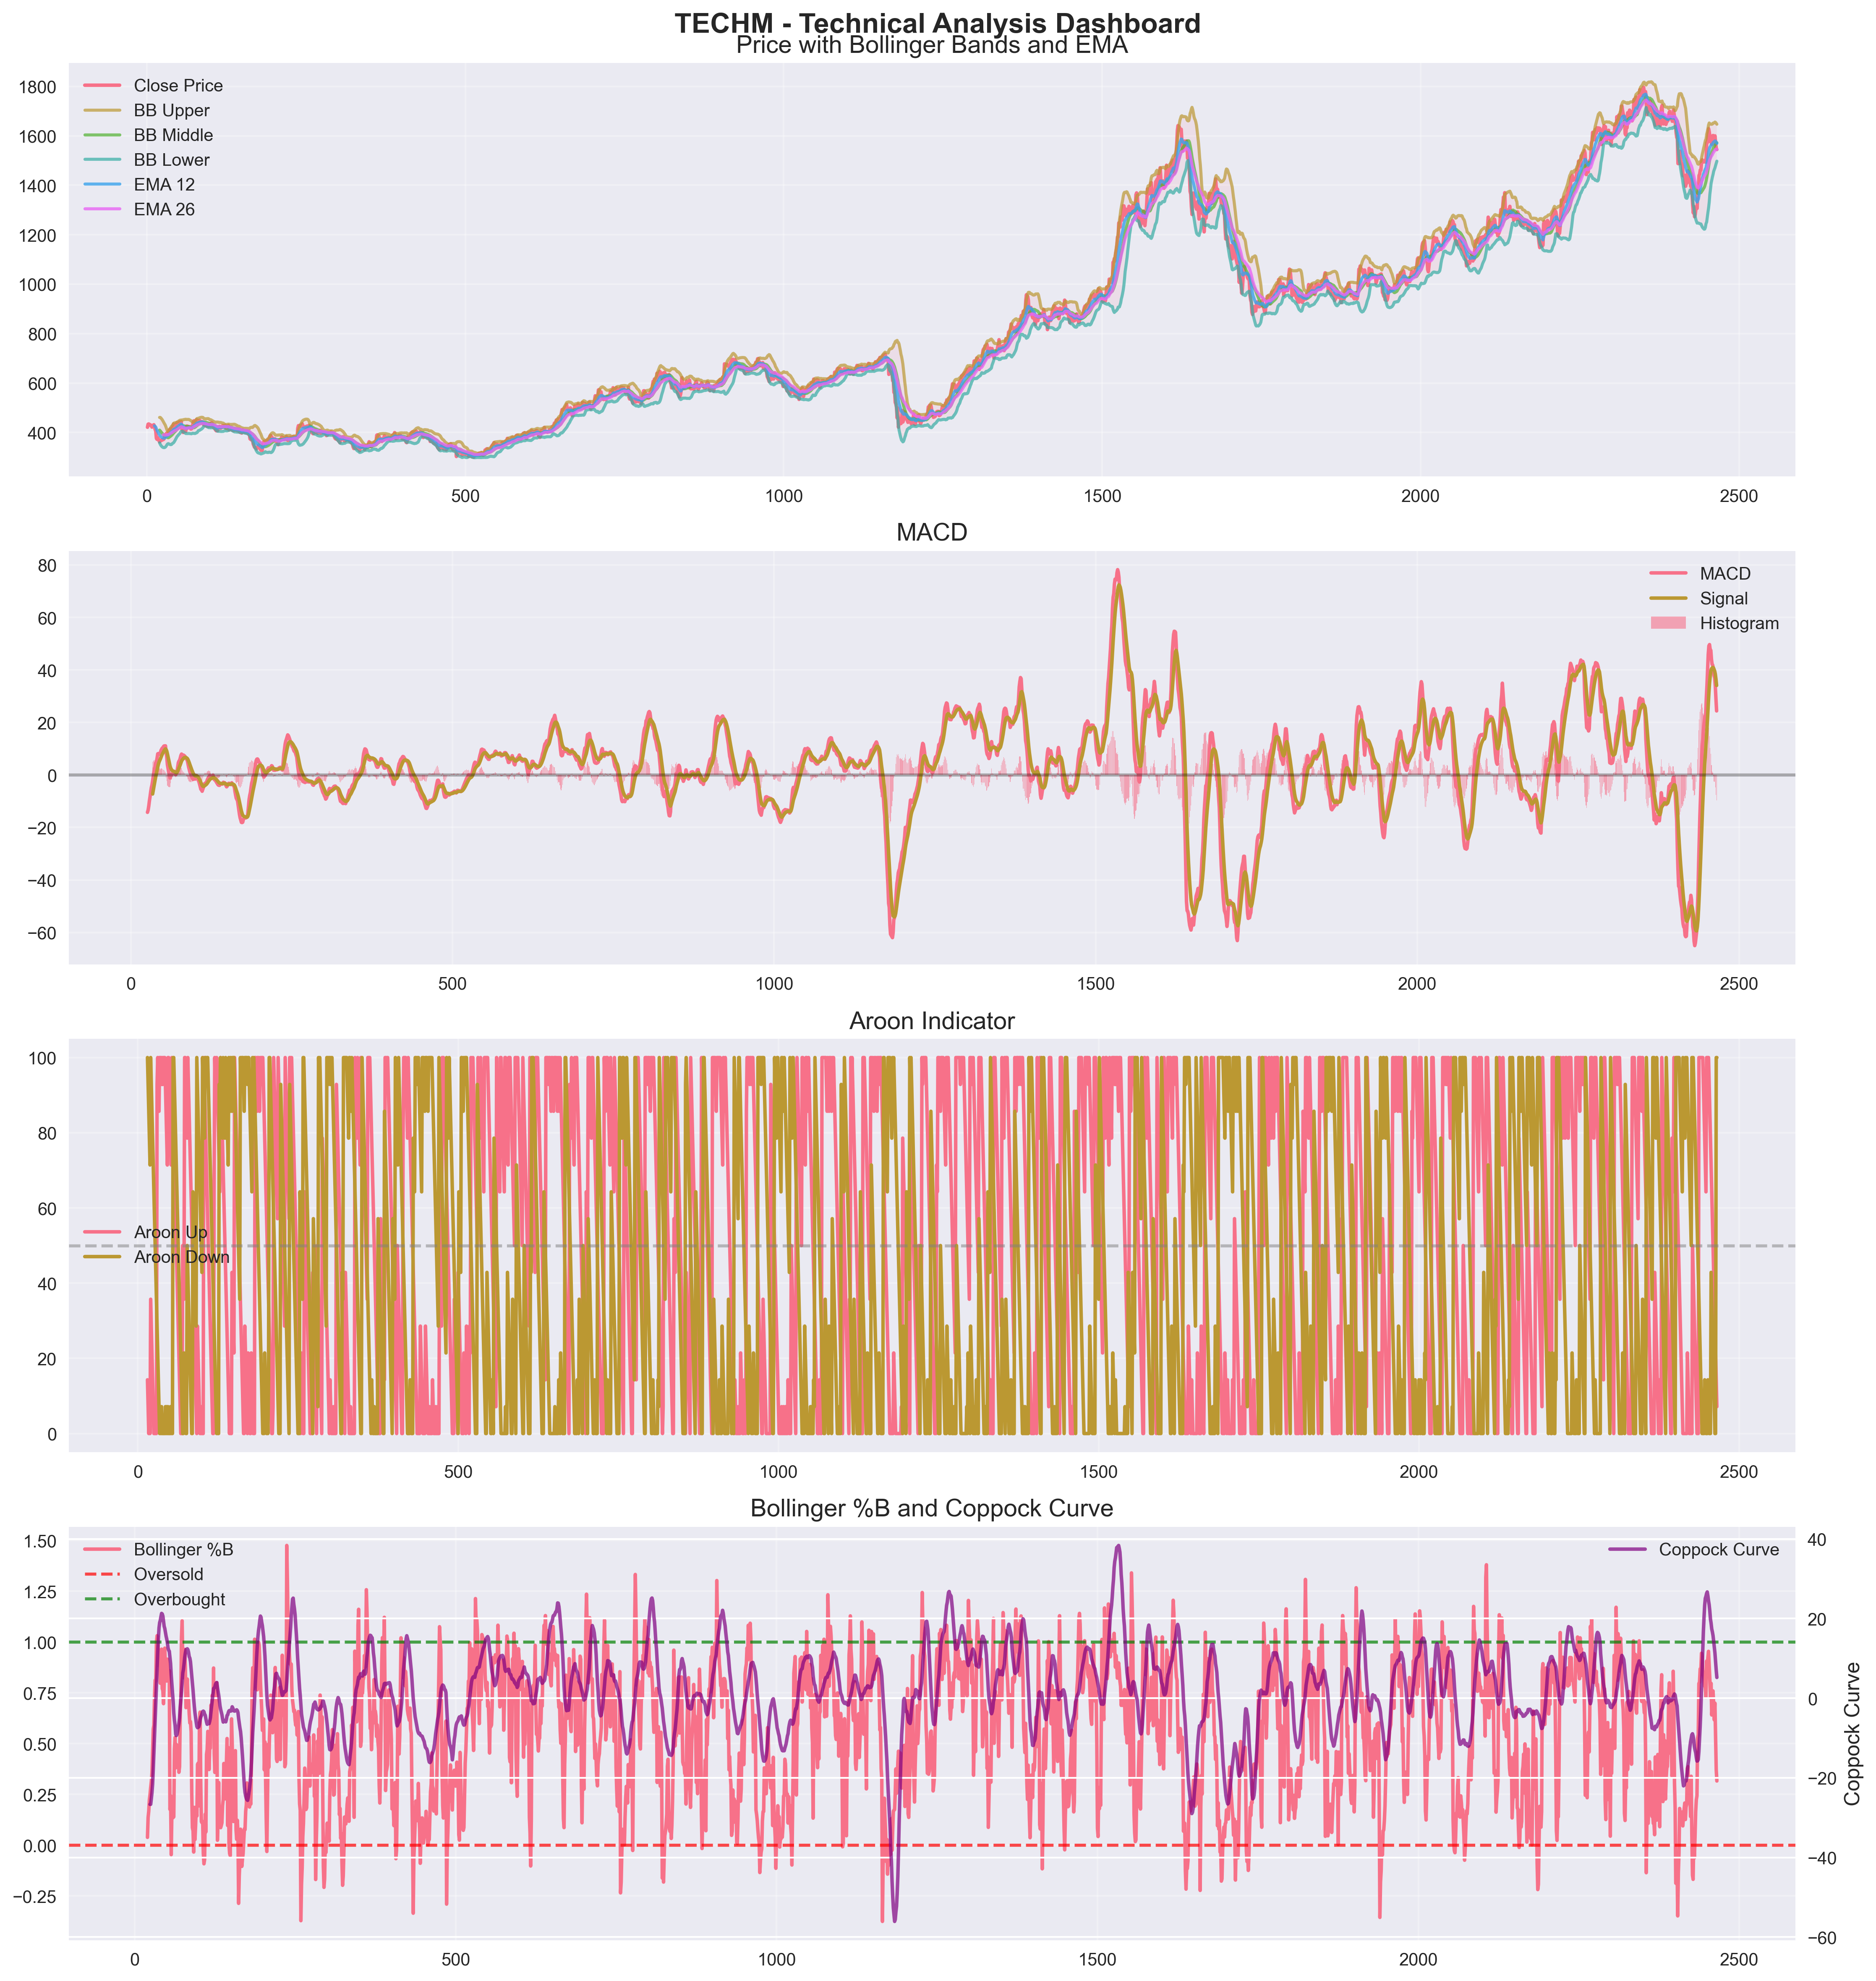 TECHM - Technical Analysis Dashboard
Price with Bollinger Bands and EMA
Close Price
BB Upper
BB Middle
BB Lower
EMA 12
EMA 26
1800
1600
1400
1200
1000
800
600
400
0 500 1000 1500 2000 2500
MACD
MACD
Signal
Histogram
80
60
40
20
0
−20
−40
−60
0 500 1000 1500 2000 2500
Aroon Indicator
Aroon Up
Aroon Down
100
80
60
40
20
0
0 500 1000 1500 2000 2500
Bollinger %B and Coppock Curve
Bollinger %B
Oversold
Overbought
Coppock Curve
1.50
1.25
1.00
0.75
0.50
0.25
0.00
−0.25
40
20
0
−20
−40
−60
Coppock Curve
0 500 1000 1500 2000 2500